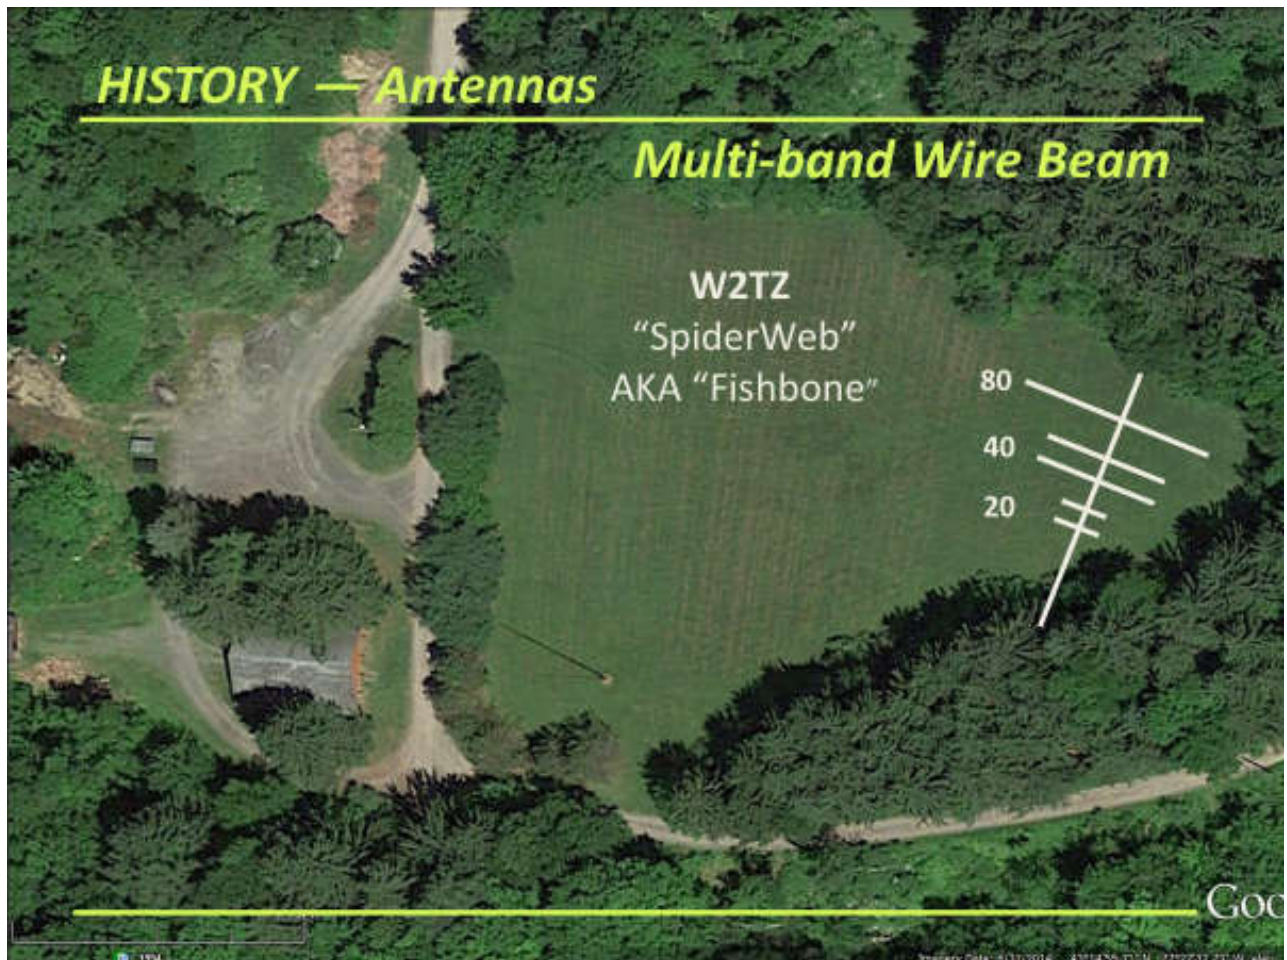 HISTORY — Antennas
Multi-band Wire Beam
W2TZ
“SpiderWeb”
AKA “Fishbone”
80
40
20
Goo